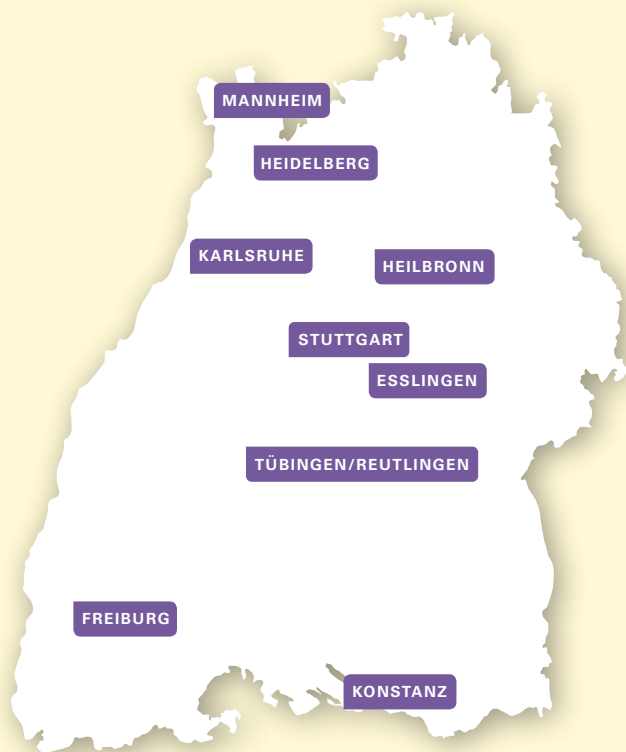 MANNHEIM
HEIDELBERG
KARLSRUHE
HEILBRONN
STUTTGART
ESSLINGEN
TÜBINGEN/REUTLINGEN
FREIBURG
KONSTANZ